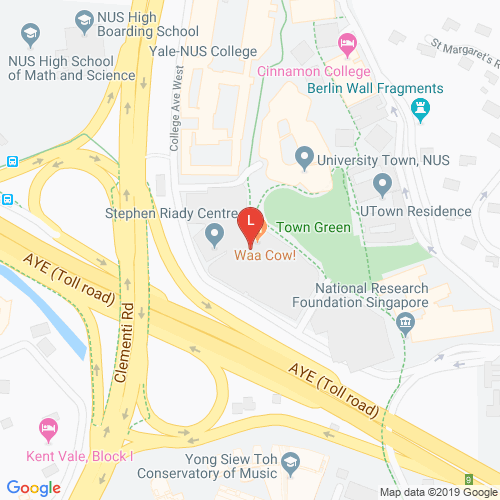 NUS High
Boarding School
NUS High School
of Math and Science
Yale-NUS College
College Ave West
Cinnamon College
St Margaret's R
Berlin Wall Fragments
University Town, NUS
UTown Residence
Stephen Riady Centre
L
Town Green
Waa Cow!
National Research
Foundation Singapore
AYE (Toll road)
Clementi Rd
AYE (Toll road)
Kent Vale, Block I
Yong Siew Toh
Conservatory of Music
9
Google
Map data ©2019 Google